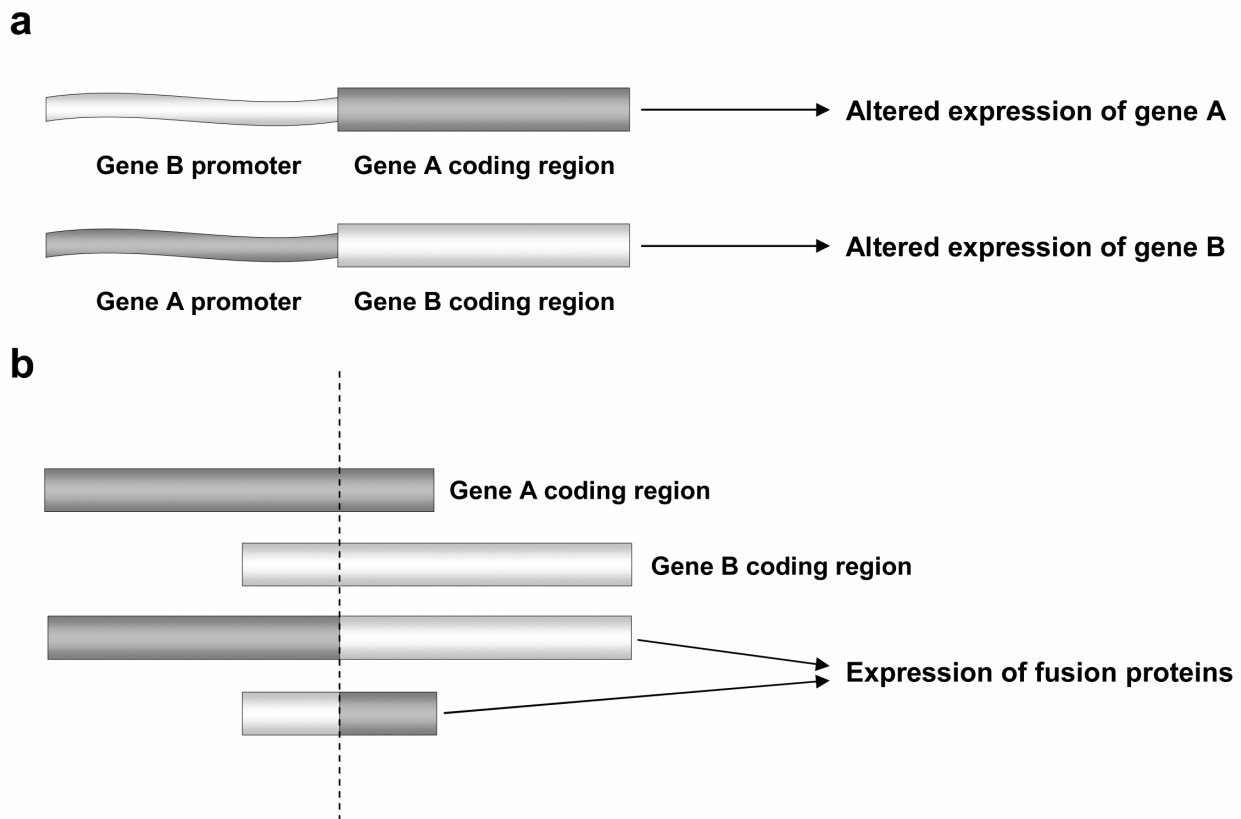 a
Altered expression of gene A
Gene B promoter
Gene A coding region
Altered expression of gene B
Gene A promoter
Gene B coding region
b
Gene A coding region
Gene B coding region
Expression of fusion proteins